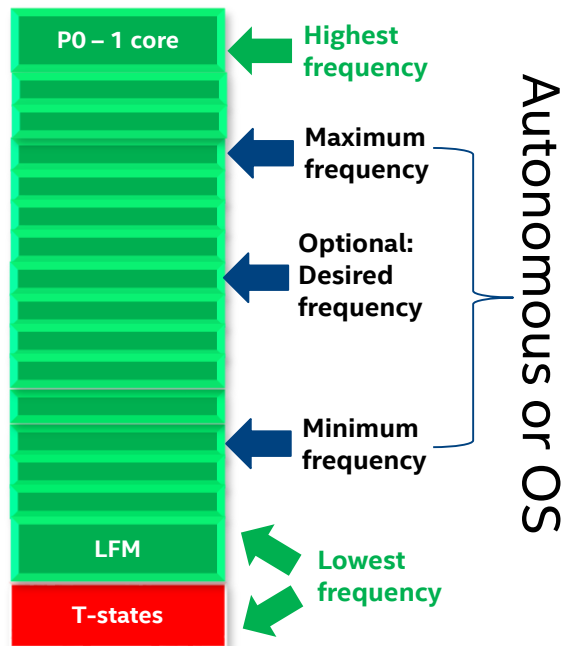 P0 – 1 core
Highest
frequency
Maximum
frequency
Optional:
Desired
frequency
Minimum
frequency
LFM
Lowest
frequency
T-states
Autonomous or OS